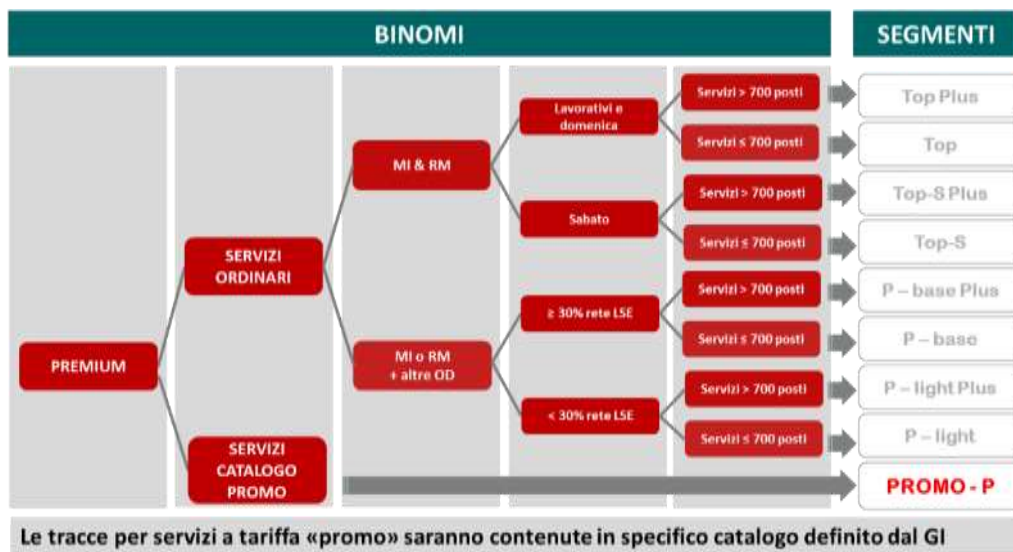 BINOMI
SEGMENTI
PREMIUM
SERVIZI
ORDINARI
SERVIZI
CATALOGO
PROMO
MI & RM
MI o RM
+ altre OD
Lavorativi e
domenica
Sabato
≥ 30% rete LSE
< 30% rete LSE
Servizi > 700 posti
Servizi ≤ 700 posti
Servizi > 700 posti
Servizi ≤ 700 posti
Servizi > 700 posti
Servizi ≤ 700 posti
Servizi > 700 posti
Servizi ≤ 700 posti
Top Plus
Top
Top-S Plus
Top-S
P – base Plus
P – base
P – light Plus
P – light
PROMO - P
Le tracce per servizi a tariffa «promo» saranno contenute in specifico catalogo definito dal GI